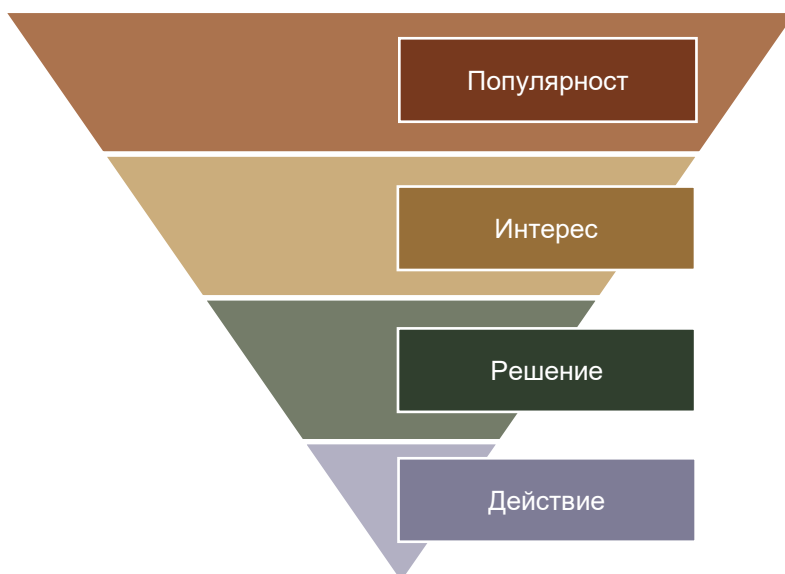 Популярност
Интерес
Решение
Действие